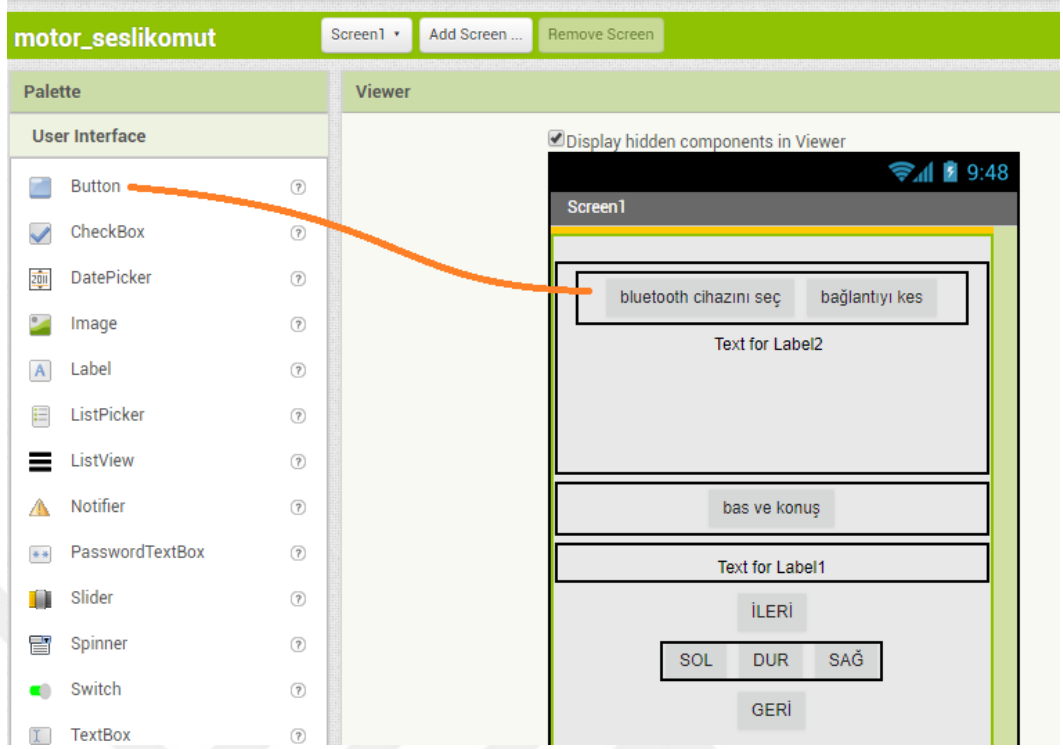 motor_seslikomut
Screen1 Add Screen ... Remove Screen
Palette
Viewer
User Interface
Display hidden components in Viewer
Button ?
CheckBox ?
DatePicker ?
Image ?
Label ?
ListPicker ?
ListView ?
Notifier ?
PasswordTextBox ?
Slider ?
Spinner ?
Switch ?
TextBox ?
9:48
Screen1
bluetooth cihazını seç bağlantıyı kes
Text for Label2
bas ve konuş
Text for Label1
İLERİ
SOL DUR SAĞ
GERİ